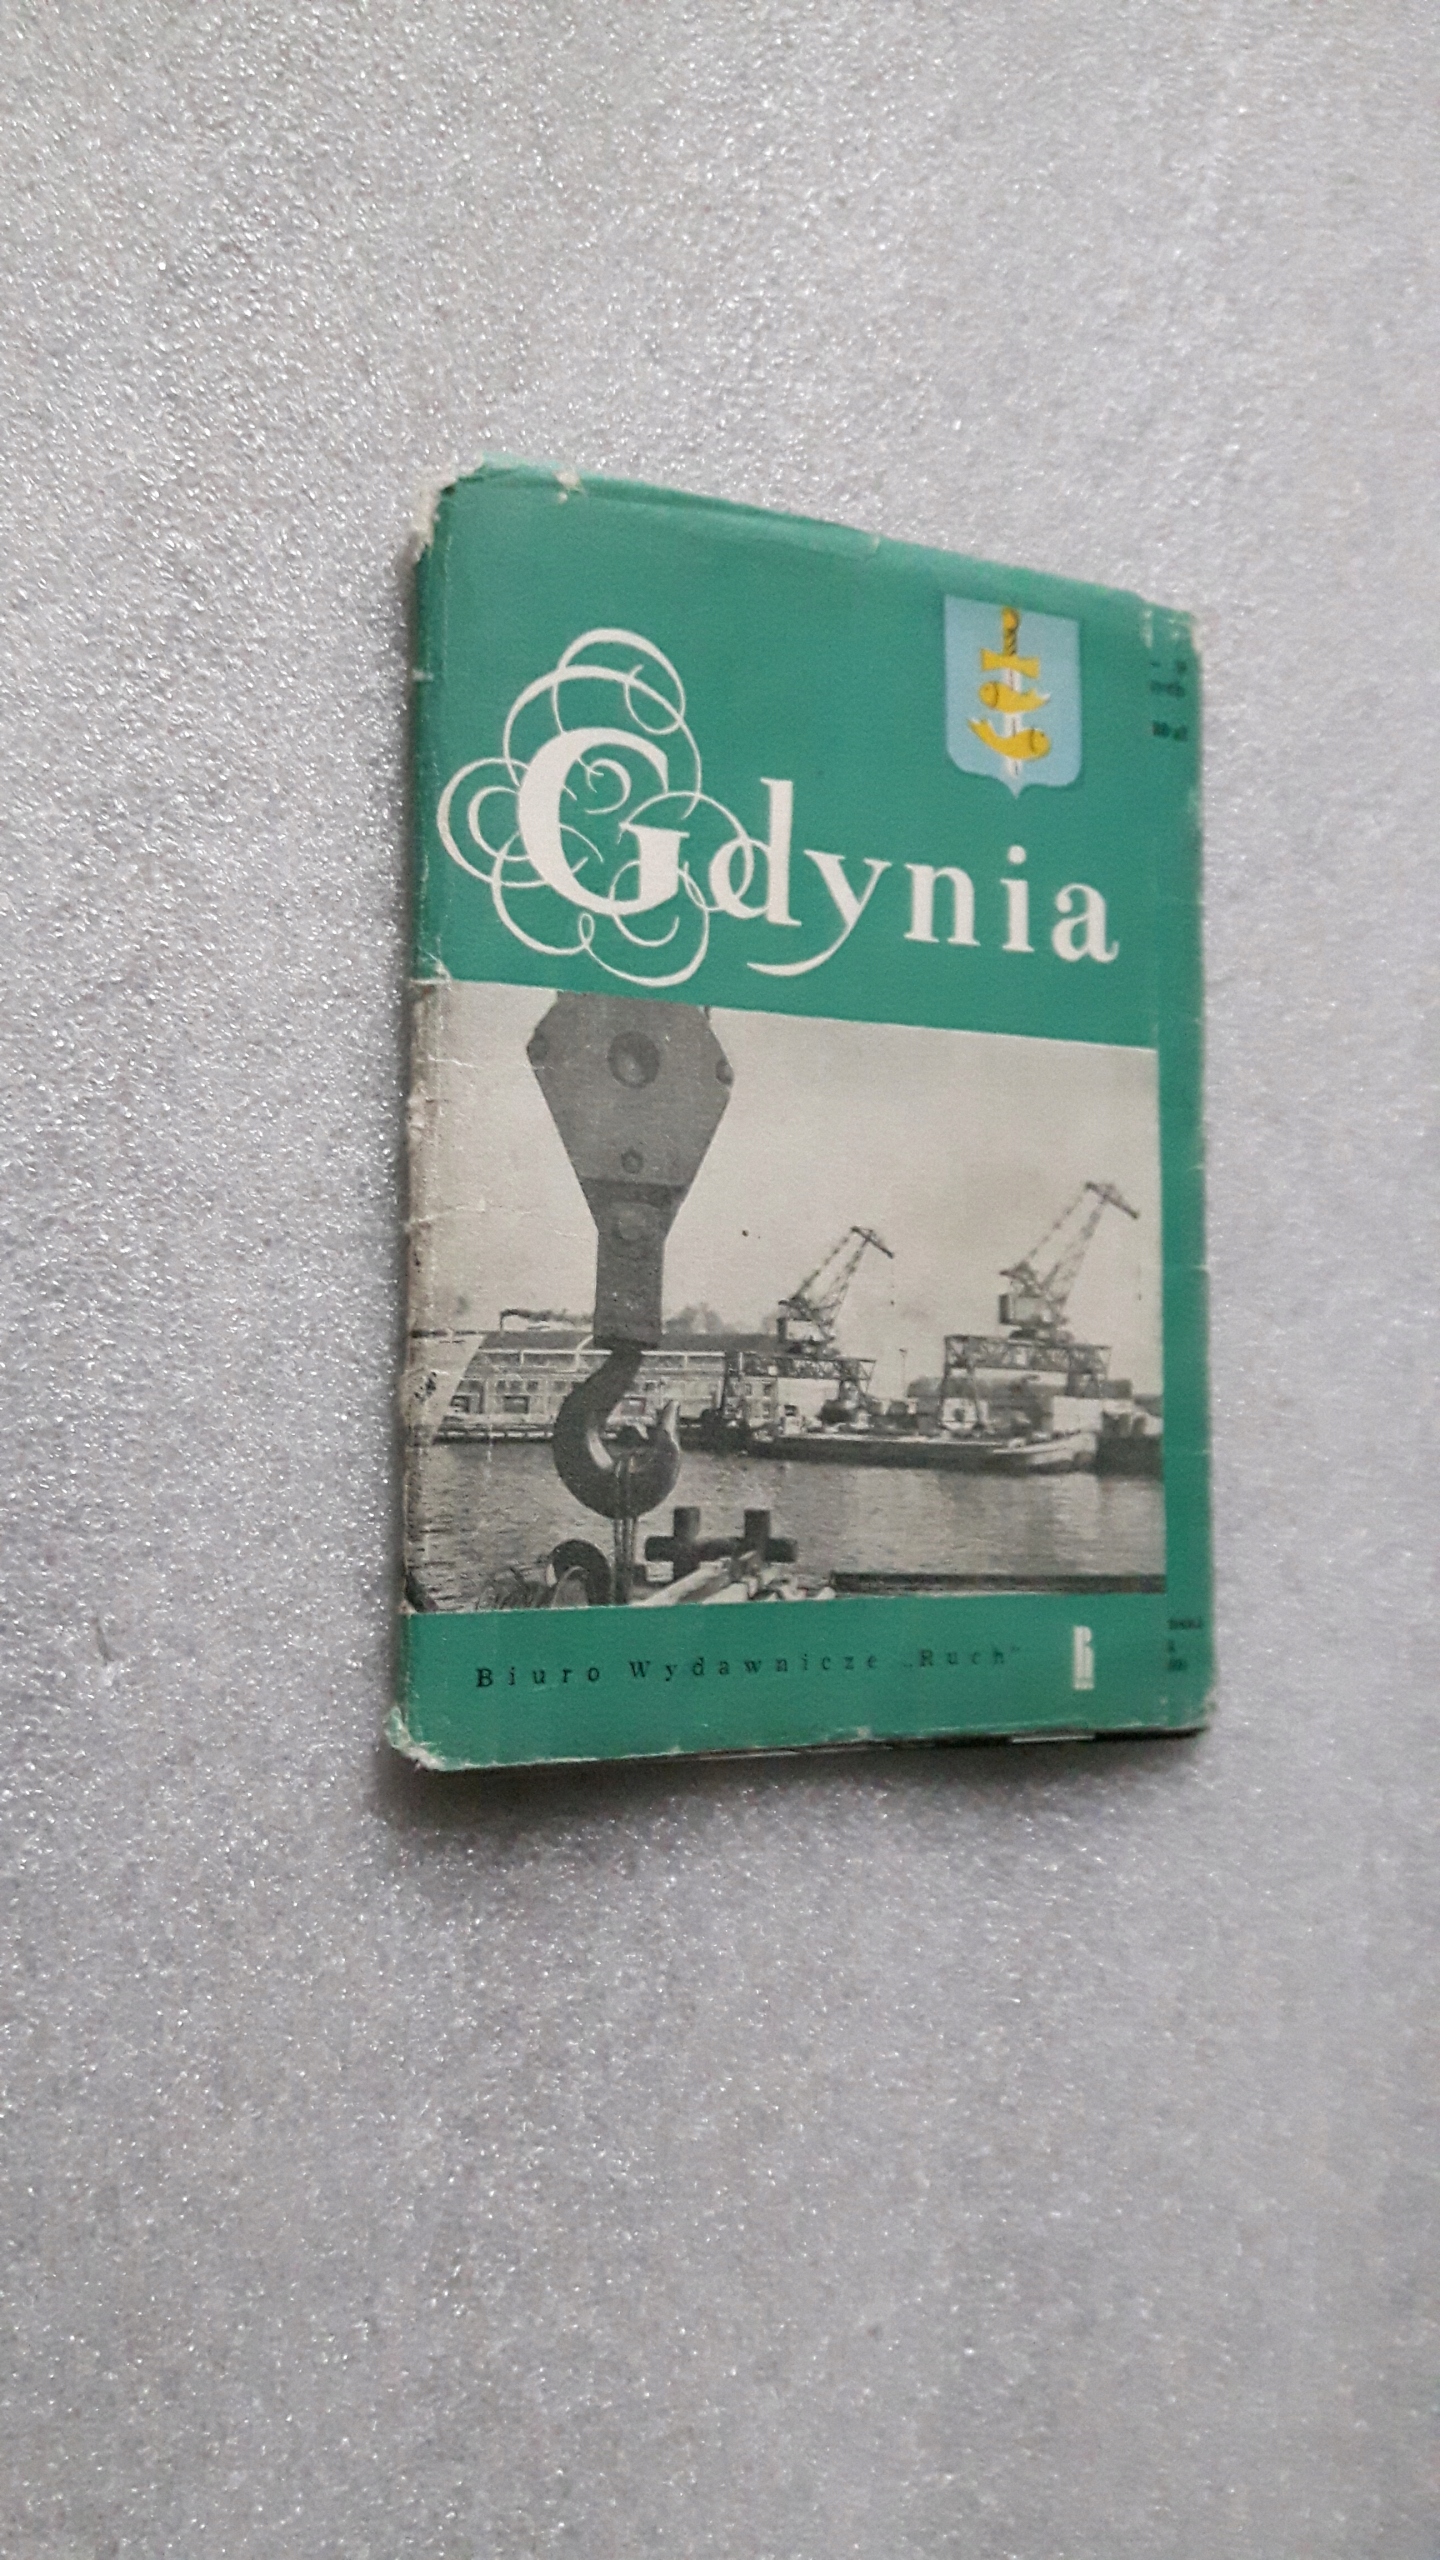 Gdynia
Biuro Wydawnicze „Ruch”
R